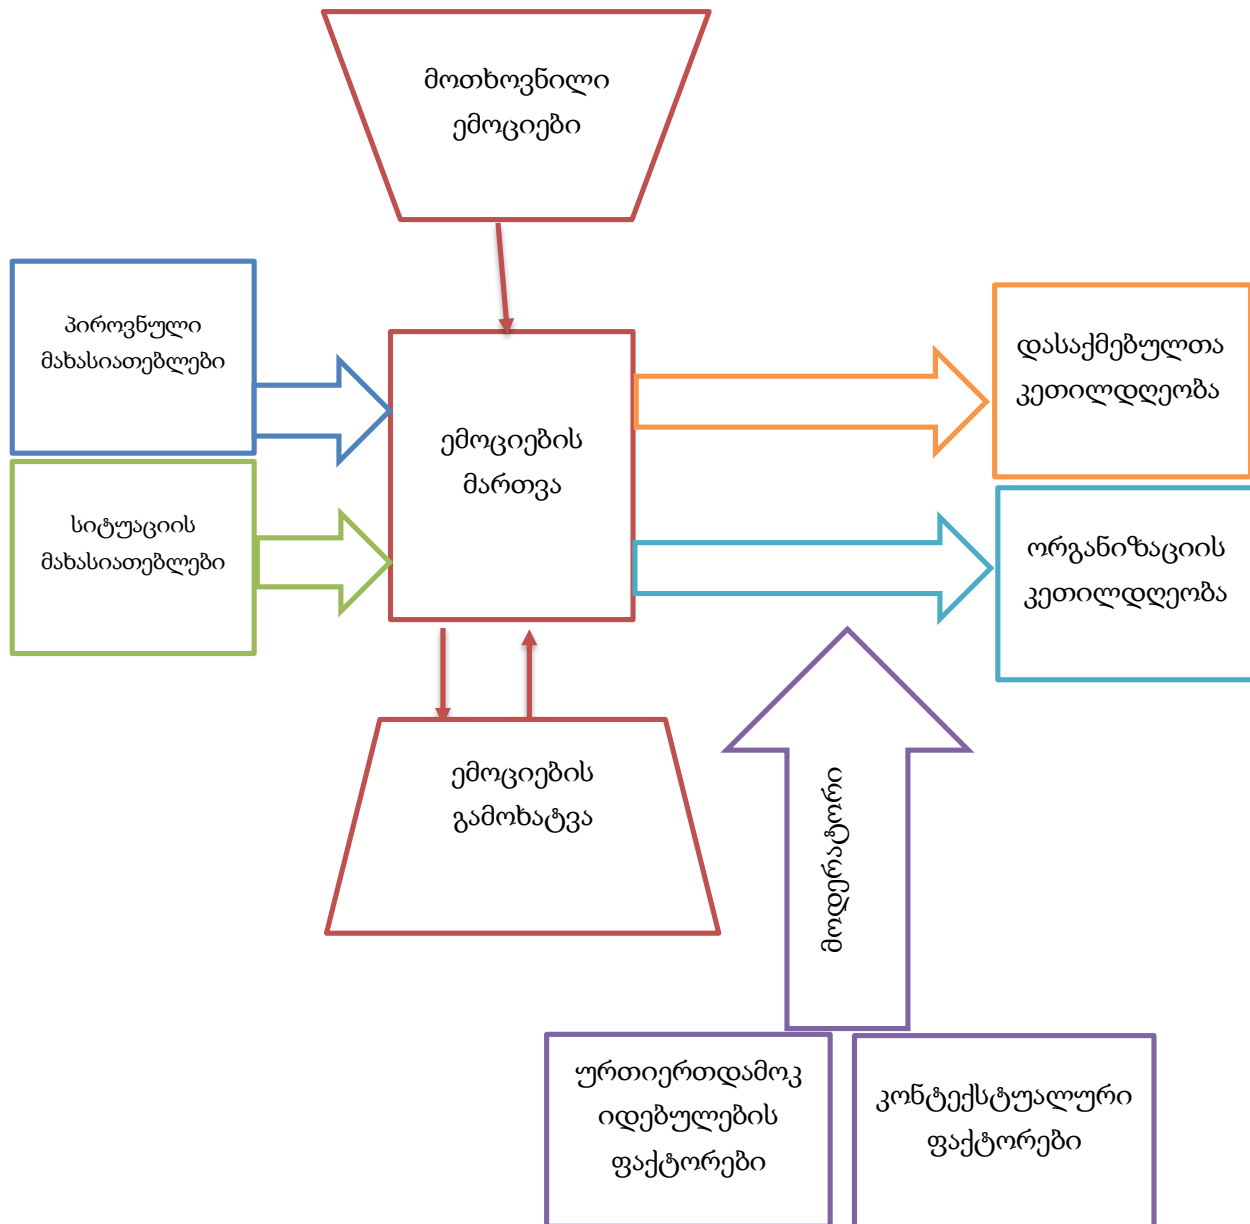 მოთხოვნილი
ემოციები
პიროვნული
მახასიათებლები
დასაქმებულთა
კეთილდღეობა
ემოციების
მართვა
სიტუაციის
მახასიათებლები
ორგანიზაციის
კეთილდღეობა
ემოციების
გამოხატვა
მოდერატორი
ურთიერთდამოკ
იდებულების
ფაქტორები
კონტექსტუალური
ფაქტორები